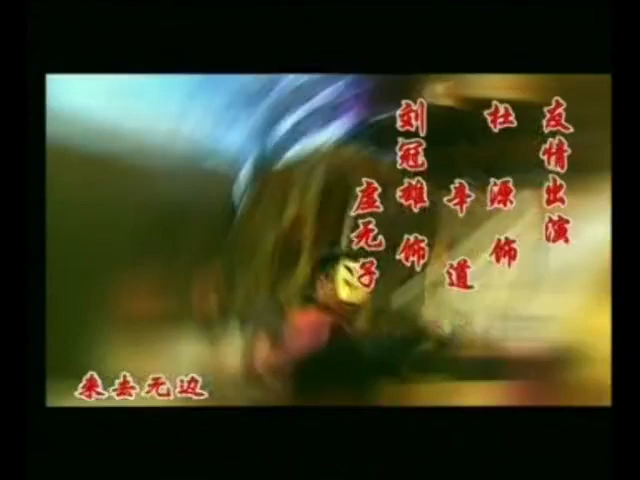 友情出演
杜源 饰
辛道
刘冠雄 饰
虚无子
来去无边